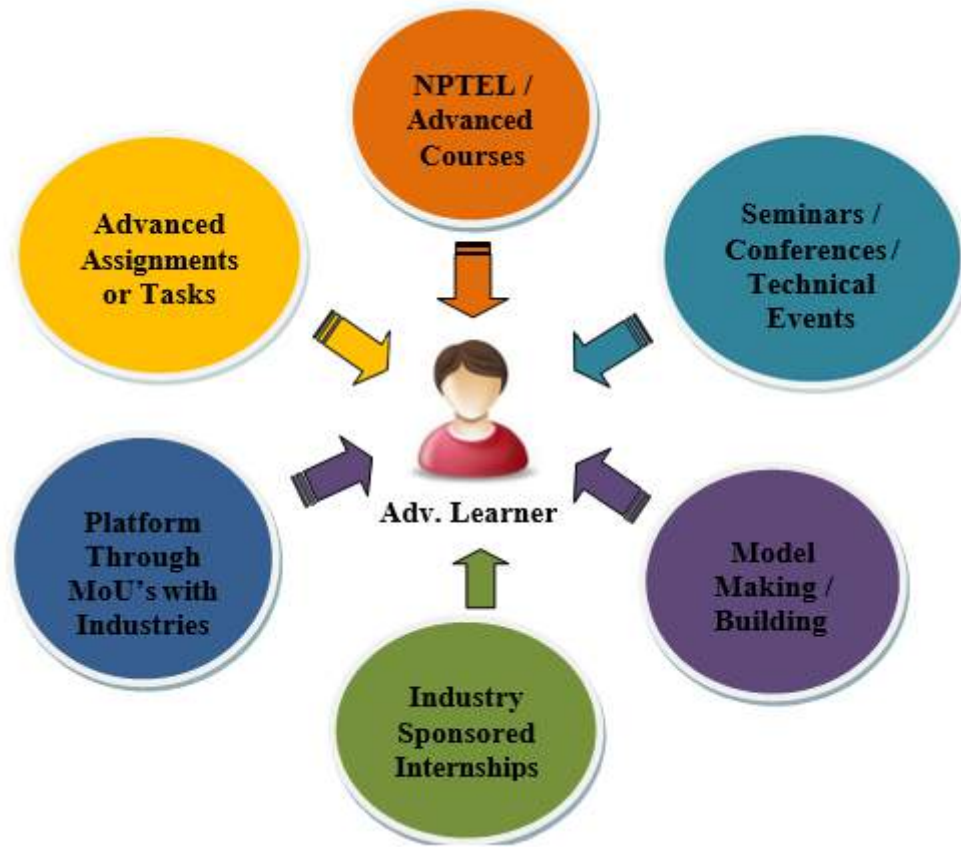 NPTEL /
Advanced
Courses
Advanced
Assignments
or Tasks
Seminars /
Conferences /
Technical
Events
Adv. Learner
Platform
Through
MoU's with
Industries
Model
Making /
Building
Industry
Sponsored
Internships